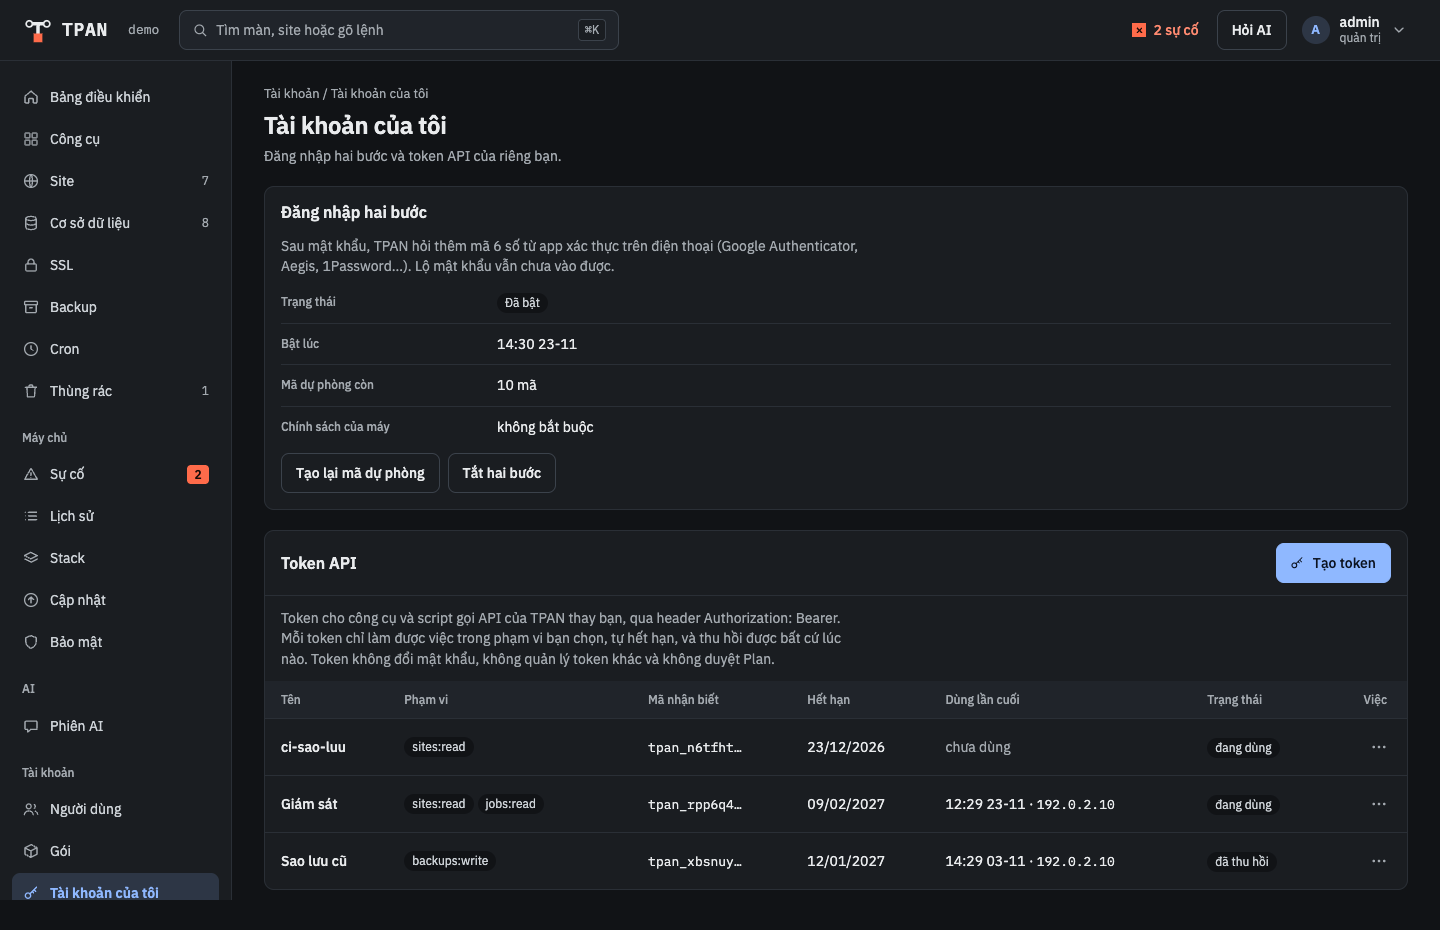 TPAN demo
Tìm màn, site hoặc gõ lệnh ⌘K
2 sự cố
Hỏi AI
A
admin
quản trị
Bảng điều khiển
Công cụ
Site 7
Cơ sở dữ liệu 8
SSL
Backup
Cron
Thùng rác 1
Máy chủ
Sự cố 2
Lịch sử
Stack
Cập nhật
Bảo mật
AI
Phiên AI
Tài khoản
Người dùng
Gói
Tài khoản của tôi
Tài khoản / Tài khoản của tôi
Tài khoản của tôi
Đăng nhập hai bước và token API của riêng bạn.
Đăng nhập hai bước
Sau mật khẩu, TPAN hỏi thêm mã 6 số từ app xác thực trên điện thoại (Google Authenticator,
Aegis, 1Password…). Lộ mật khẩu vẫn chưa vào được.
Trạng thái Đã bật
Bật lúc 14:30 23-11
Mã dự phòng còn 10 mã
Chính sách của máy không bắt buộc
Tạo lại mã dự phòng Tắt hai bước
Token API Tạo token
Token cho công cụ và script gọi API của TPAN thay bạn, qua header Authorization: Bearer.
Mỗi token chỉ làm được việc trong phạm vi bạn chọn, tự hết hạn, và thu hồi được bất cứ lúc
nào. Token không đổi mật khẩu, không quản lý token khác và không duyệt Plan.
Tên Phạm vi Mã nhận biết Hết hạn Dùng lần cuối Trạng thái Việc
ci-sao-luu sites:read tpan_n6tfht… 23/12/2026 chưa dùng đang dùng ···
Giám sát sites:read jobs:read tpan_rpp6q4… 09/02/2027 12:29 23-11 · 192.0.2.10 đang dùng ···
Sao lưu cũ backups:write tpan_xbsnuy… 12/01/2027 14:29 03-11 · 192.0.2.10 đã thu hồi ···